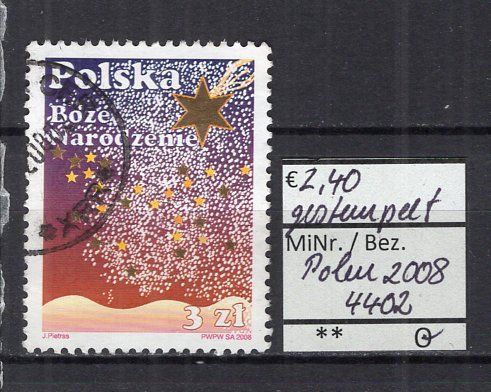 Polska
Boże
Narodzenie
3 zł
J.Pietras
PWPW SA 2008
€2,40
gestempelt
MiNr. / Bez.
Polen 2008
4402
**